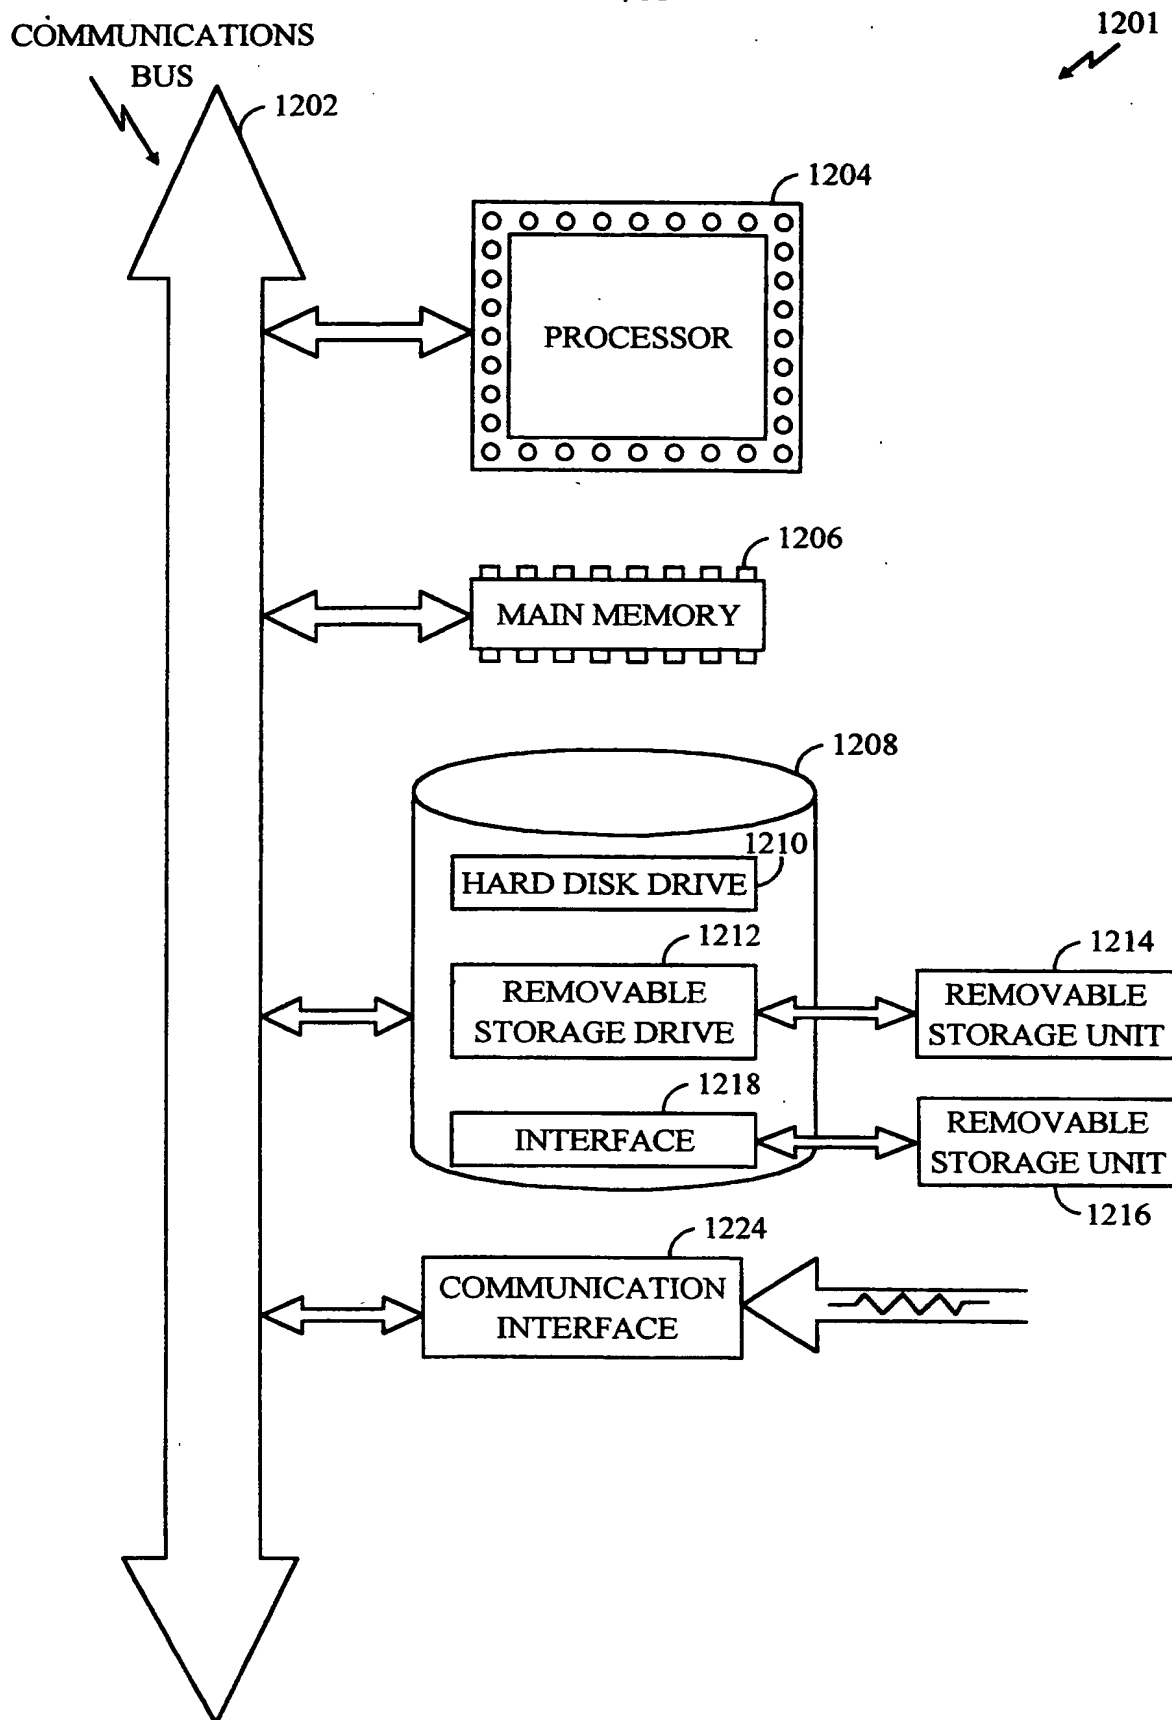 1201
COMMUNICATIONS
BUS
1202
1204
PROCESSOR
1206
MAIN MEMORY
1208
1210
HARD DISK DRIVE
1212
REMOVABLE
STORAGE DRIVE
1214
REMOVABLE
STORAGE UNIT
1218
INTERFACE
REMOVABLE
STORAGE UNIT
1216
1224
COMMUNICATION
INTERFACE